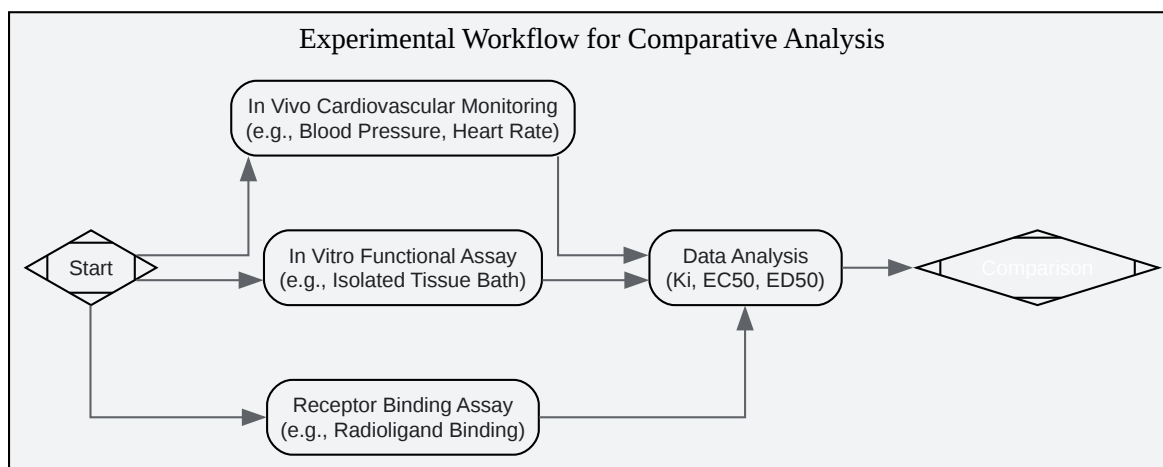 Experimental Workflow for Comparative Analysis
In Vivo Cardiovascular Monitoring
(e.g., Blood Pressure, Heart Rate)
Start
In Vitro Functional Assay
(e.g., Isolated Tissue Bath)
Data Analysis
(Ki, EC50, ED50)
Comparison
Receptor Binding Assay
(e.g., Radioligand Binding)